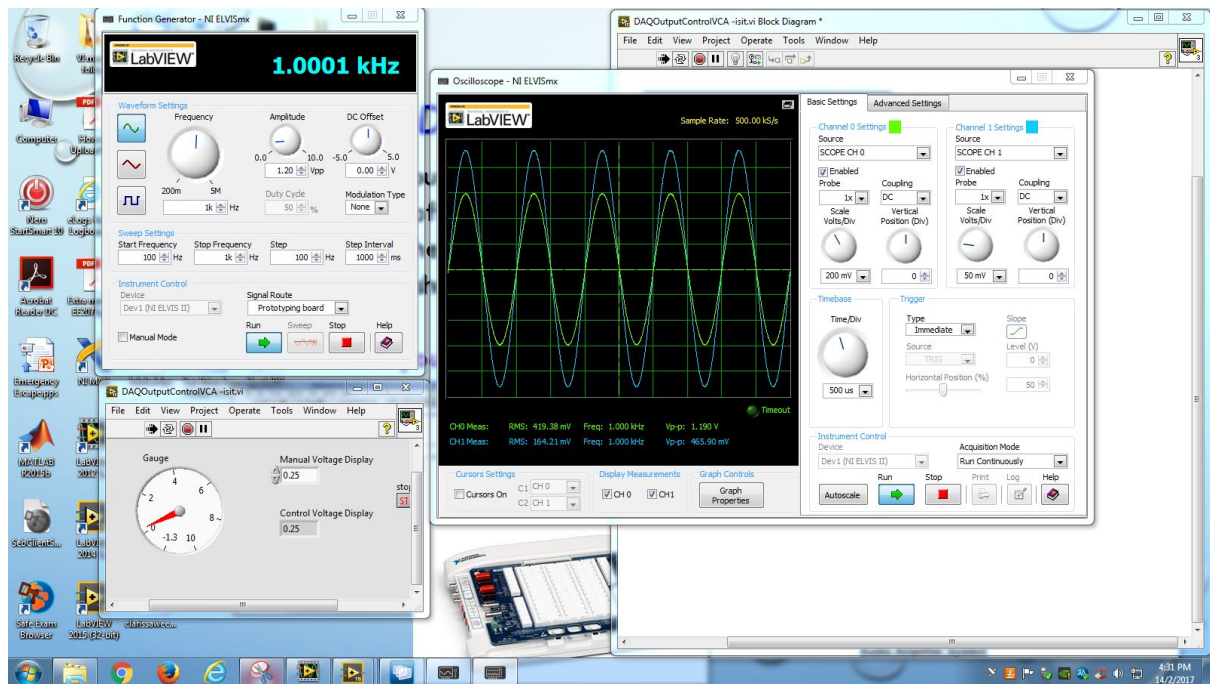 Function Generator - NI ELVISmx
LabVIEW
1.0001 kHz
Waveform Settings
Frequency
Amplitude
DC Offset
0.0
10.0
-5.0
5.0
1.20
Vpp
0.00
V
200m
5M
Duty Cycle
Modulation Type
1k
Hz
50
%
None
Sweep Settings
Start Frequency
Stop Frequency
Step
Step Interval
100
Hz
1k
Hz
100
Hz
1000
ms
Instrument Control
Device
Signal Route
Dev1 (NI ELVIS II)
Prototyping board
Run
Sweep
Stop
Help
Manual Mode
DAQOutputControlVCA -isit.vi
File Edit View Project Operate Tools Window Help
3
Gauge
4
2
6
0
8
-1.3
10
Manual Voltage Display
0.25
Control Voltage Display
0.25
ST
DAQOutputControlVCA -isit.vi Block Diagram *
File Edit View Project Operate Tools Window Help
3
Oscilloscope - NI ELVISmx
LabVIEW
Sample Rate: 500.00 kS/s
Timeout
CH0 Meas: RMS: 419.38 mV Freq: 1.000 kHz Vp-p: 1.190 V
CH1 Meas: RMS: 164.21 mV Freq: 1.000 kHz Vp-p: 465.90 mV
Cursors Settings
Cursors On
C1
CH 0
C2
CH 1
Display Measurements
CH 0
CH1
Graph Controls
Graph
Properties
Basic Settings
Advanced Settings
Channel 0 Settings
Source
SCOPE CH 0
Enabled
Probe
Coupling
1x
DC
Scale
Volts/Div
Vertical
Position (Div)
200 mV
0
Channel 1 Settings
Source
SCOPE CH 1
Enabled
Probe
Coupling
1x
DC
Scale
Volts/Div
Vertical
Position (Div)
50 mV
0
Timebase
Time/Div
500 us
Trigger
Type
Immediate
Slope
Source
TRIG
Level (V)
0
Horizontal Position (%)
50
Instrument Control
Device
Acquisition Mode
Dev1 (NI ELVIS II)
Run Continuously
Run
Stop
Print
Log
Help
Autoscale
Recycle Bin
Computer
Nero
StartSmart 10
Acrobat
Reader DC
Emergency
Escapeapps
MATLAB
R2015b
SebClientS...
Safe Exam
Browser
LabVIEW
2015 (32-bit)
clarissawee...
4:31 PM
14/2/2017